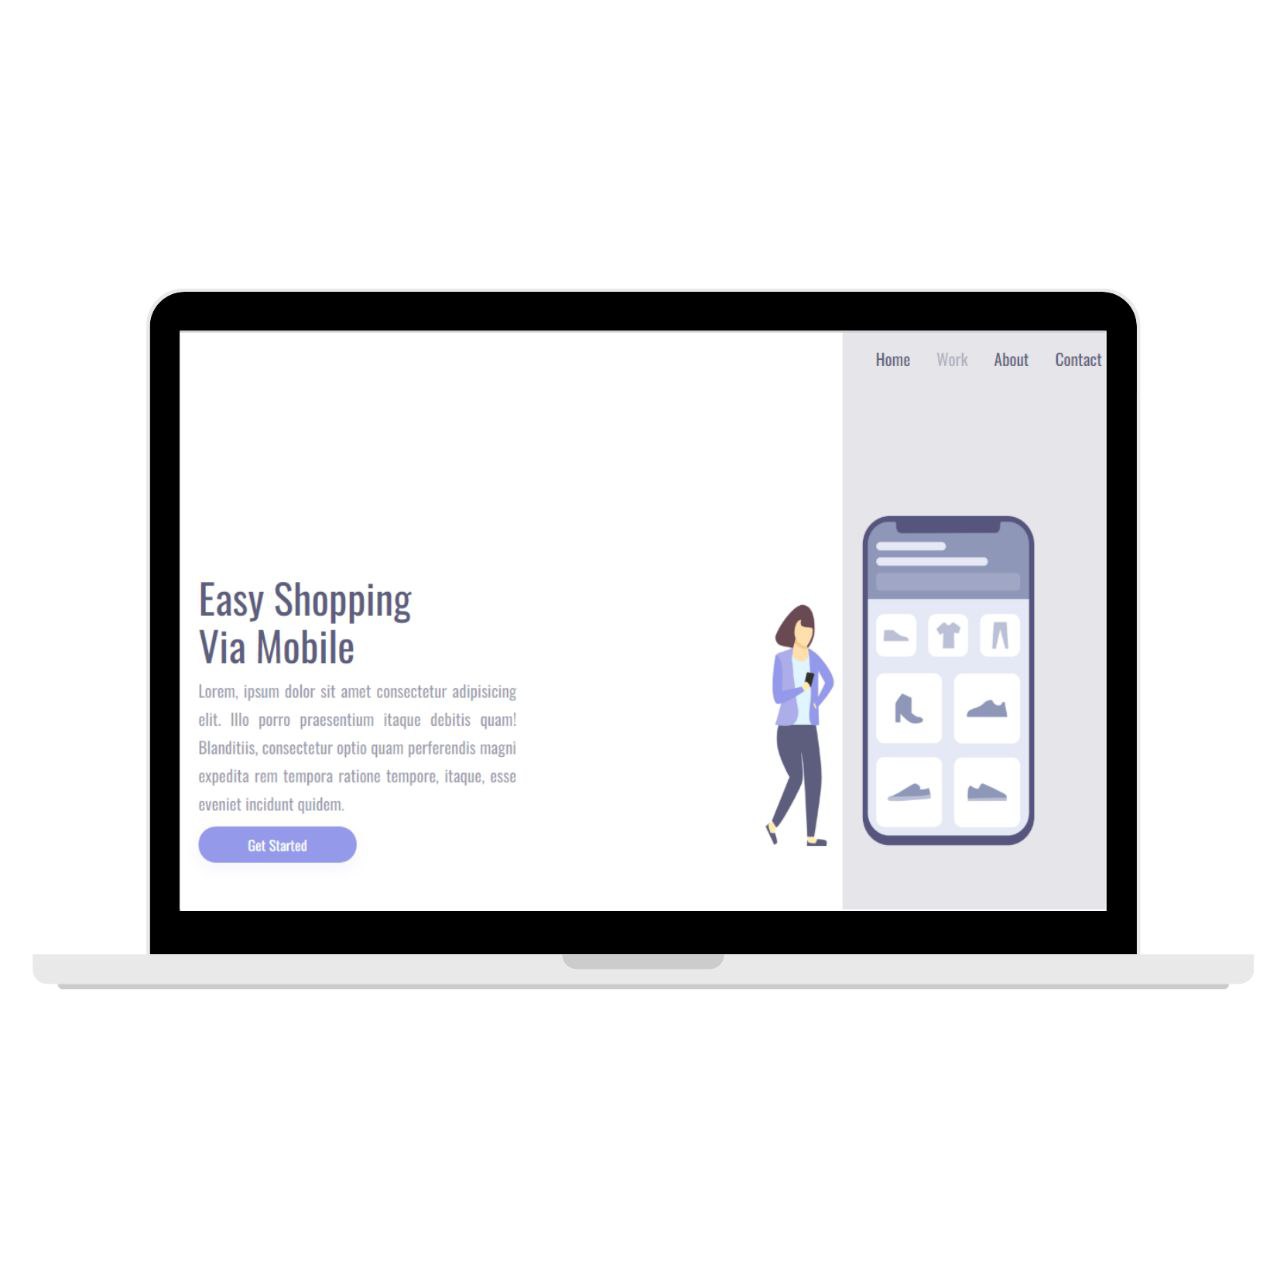 Home Work About Contact
Easy Shopping
Via Mobile
Lorem, ipsum dolor sit amet consectetur adipisicing
elit. Illo porro praesentium itaque debitis quam!
Blanditiis, consectetur optio quam perferendis magni
expedita rem tempora ratione tempore, itaque, esse
eveniet incidunt quidem.
Get Started